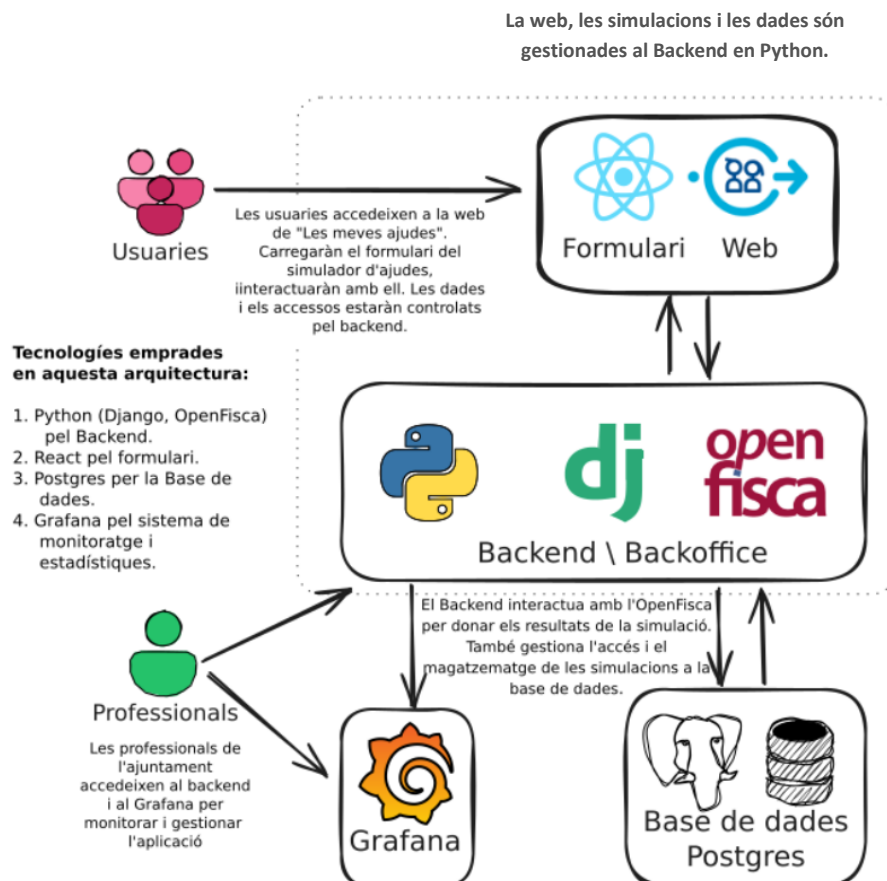 La web, les simulacions i les dades són
gestionades al Backend en Python.
Usuaries
Les usuaries accedeixen a la web
de "Les meves ajudes".
Carregaràn el formulari del
simulador d'ajudes,
iinteractuaràn amb ell. Les dades
i els accessos estaràn controlats
pel backend.
Formulari
Web
Tecnologíes emprades
en aquesta arquitectura:
1. Python (Django, OpenFisca)
pel Backend.
2. React pel formulari.
3. Postgres per la Base de
dades.
4. Grafana pel sistema de
monitoratge i
estadístiques.
dj
open
fisca
Backend \ Backoffice
El Backend interactua amb l'OpenFisca
per donar els resultats de la simulació.
També gestiona l'accés i el
magatzematge de les simulacions a la
base de dades.
Professionals
Les professionals de
l'ajuntament
accedeixen al backend
i al Grafana per
monitorar i gestionar
l'aplicació
Grafana
Base de dades
Postgres